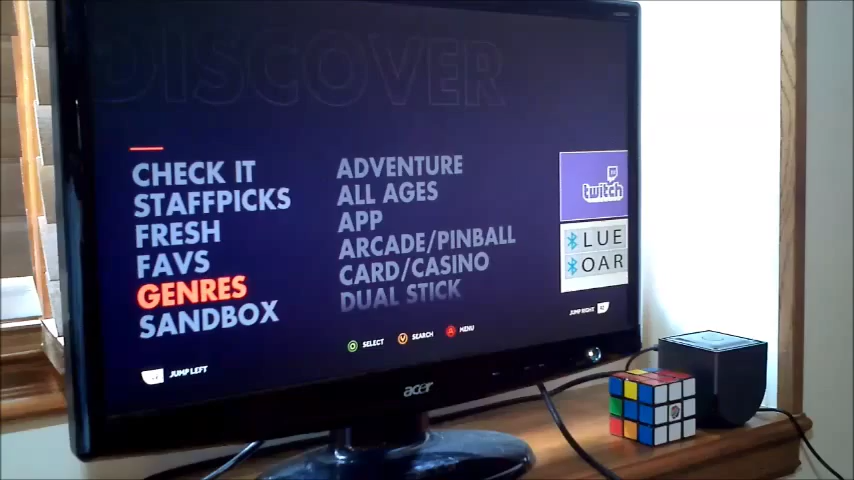 DISCOVER
CHECK IT
STAFFPICKS
FRESH
FAVS
GENRES
SANDBOX
ADVENTURE
ALL AGES
APP
ARCADE/PINBALL
CARD/CASINO
DUAL STICK
twitch
LUE
OAR
SELECT
SEARCH
MENU
JUMP LEFT
JUMP RIGHT
acer